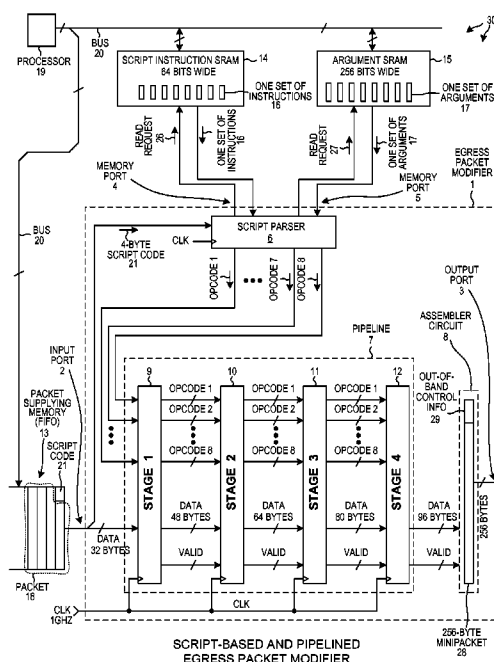 30
PROCESSOR
19
BUS
20
SCRIPT INSTRUCTION SRAM
64 BITS WIDE
14
ONE SET OF
INSTRUCTIONS
16
ARGUMENT SRAM
256 BITS WIDE
15
ONE SET OF
ARGUMENTS
17
READ
REQUEST
26
ONE SET OF
INSTRUCTIONS
16
READ
REQUEST
27
ONE SET OF
ARGUMENTS
17
MEMORY
PORT
4
MEMORY
PORT
5
EGRESS
PACKET
MODIFIER
1
BUS
20
4-BYTE
SCRIPT CODE
21
CLK
SCRIPT PARSER
6
OPCODE 1
OPCODE 7
OPCODE 8
OUTPUT
PORT
3
ASSEMBLER
CIRCUIT
8
PIPELINE
7
INPUT
PORT
2
PACKET
SUPPLYING
MEMORY
(FIFO)
13
SCRIPT
CODE
21
9
10
11
12
OUT-OF-
BAND
CONTROL
INFO
29
OPCODE 1
OPCODE 1
OPCODE 1
OPCODE 2
OPCODE 2
OPCODE 2
OPCODE 8
OPCODE 8
OPCODE 8
STAGE 1
STAGE 2
STAGE 3
STAGE 4
DATA
32 BYTES
DATA
48 BYTES
DATA
64 BYTES
DATA
80 BYTES
DATA
96 BYTES
256 BYTES
VALID
VALID
VALID
VALID
PACKET
18
CLK
1GHZ
CLK
256-BYTE
MINIPACKET
28
SCRIPT-BASED AND PIPELINED
EGRESS PACKET MODIFIER